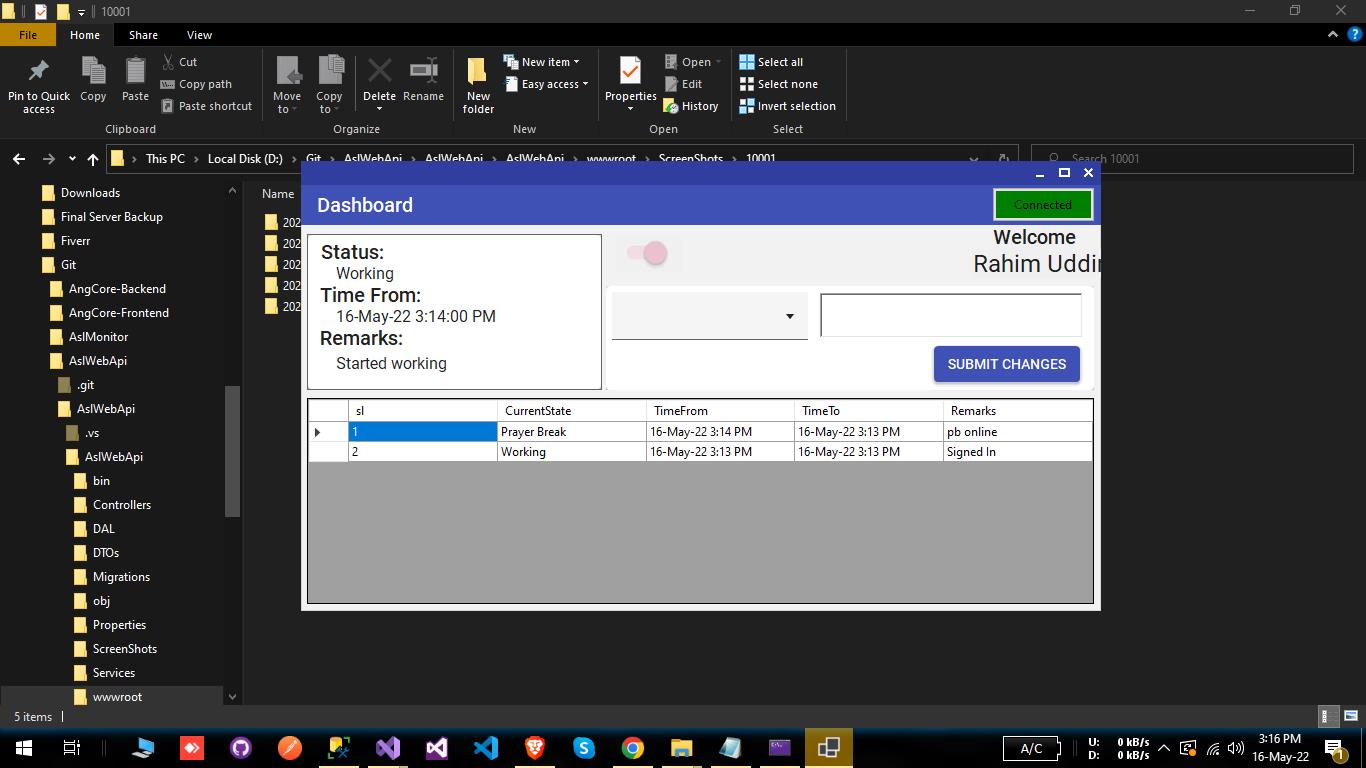 10001
File Home Share View
Pin to Quick access
Copy
Paste
Cut
Copy path
Paste shortcut
Clipboard
Move to
Copy to
Delete
Rename
Organize
New folder
New item
Easy access
New
Properties
Open
Edit
History
Open
Select all
Select none
Invert selection
Select
This PC > Local Disk (D:) > Git > AslWebApi > AslWebApi > AslWebApi > wwwroot > ScreenShots > 10001
Search 10001
Downloads
Final Server Backup
Fiverr
Git
AngCore-Backend
AngCore-Frontend
AslMonitor
AslWebApi
.git
AslWebApi
.vs
AslWebApi
bin
Controllers
DAL
DTOs
Migrations
obj
Properties
ScreenShots
Services
wwwroot
Name
202
202
202
202
202
Dashboard
Connected
Status:
Working
Time From:
16-May-22 3:14:00 PM
Remarks:
Started working
Welcome
Rahim Uddin
SUBMIT CHANGES
sl CurrentState TimeFrom TimeTo Remarks
1 Prayer Break 16-May-22 3:14 PM 16-May-22 3:13 PM pb online
2 Working 16-May-22 3:13 PM 16-May-22 3:13 PM Signed In
5 items
A/C
U: 0 kB/s
D: 0 kB/s
3:16 PM
16-May-22
1